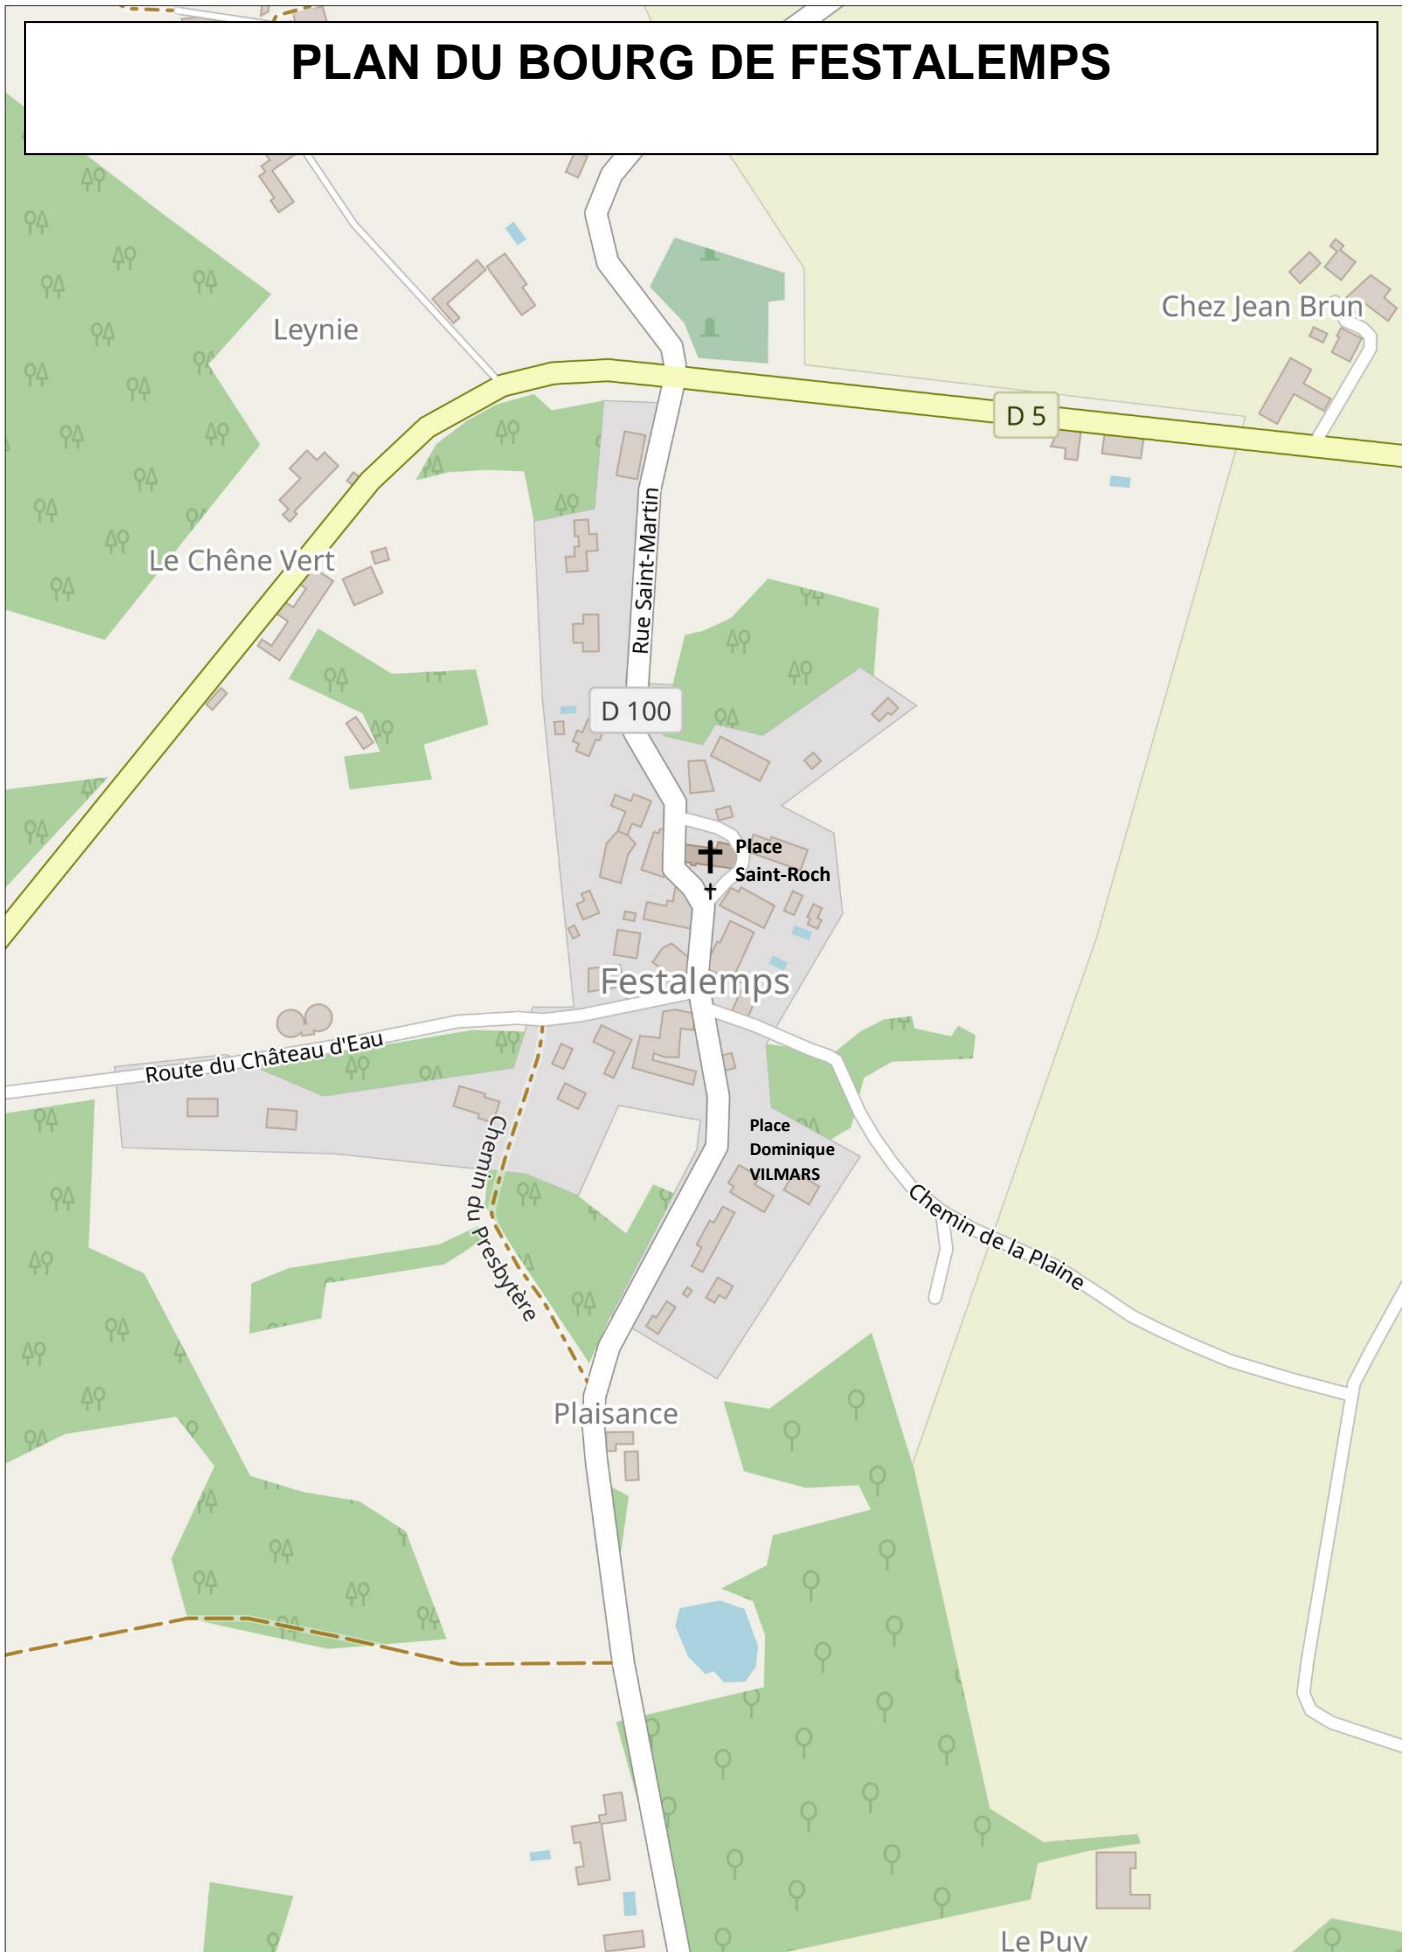 PLAN DU BOURG DE FESTALEMPS
Chez Jean Brun
Leynie
D 5
Rue Saint-Martin
Le Chêne Vert
D 100
Place
Saint-Roch
Festalemps
Route du Château d'Eau
Chemin du Presbytère
Place
Dominique
VILMARS
Chemin de la Plaine
Plaisance
Le Puy